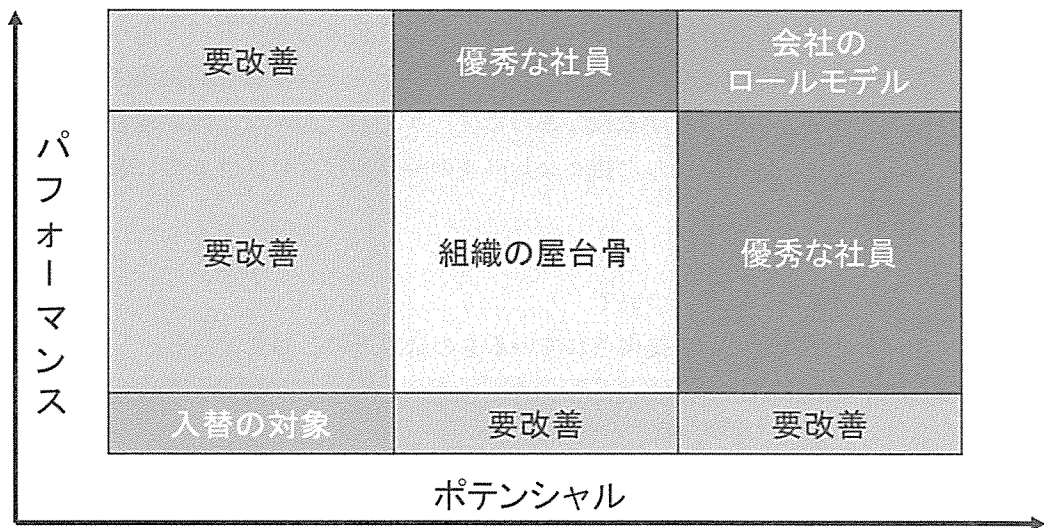 要改善
優秀な社員
会社の
ロールモデル
パフォーマンス
要改善
組織の屋台骨
優秀な社員
入替の対象
要改善
要改善
ポテンシャル